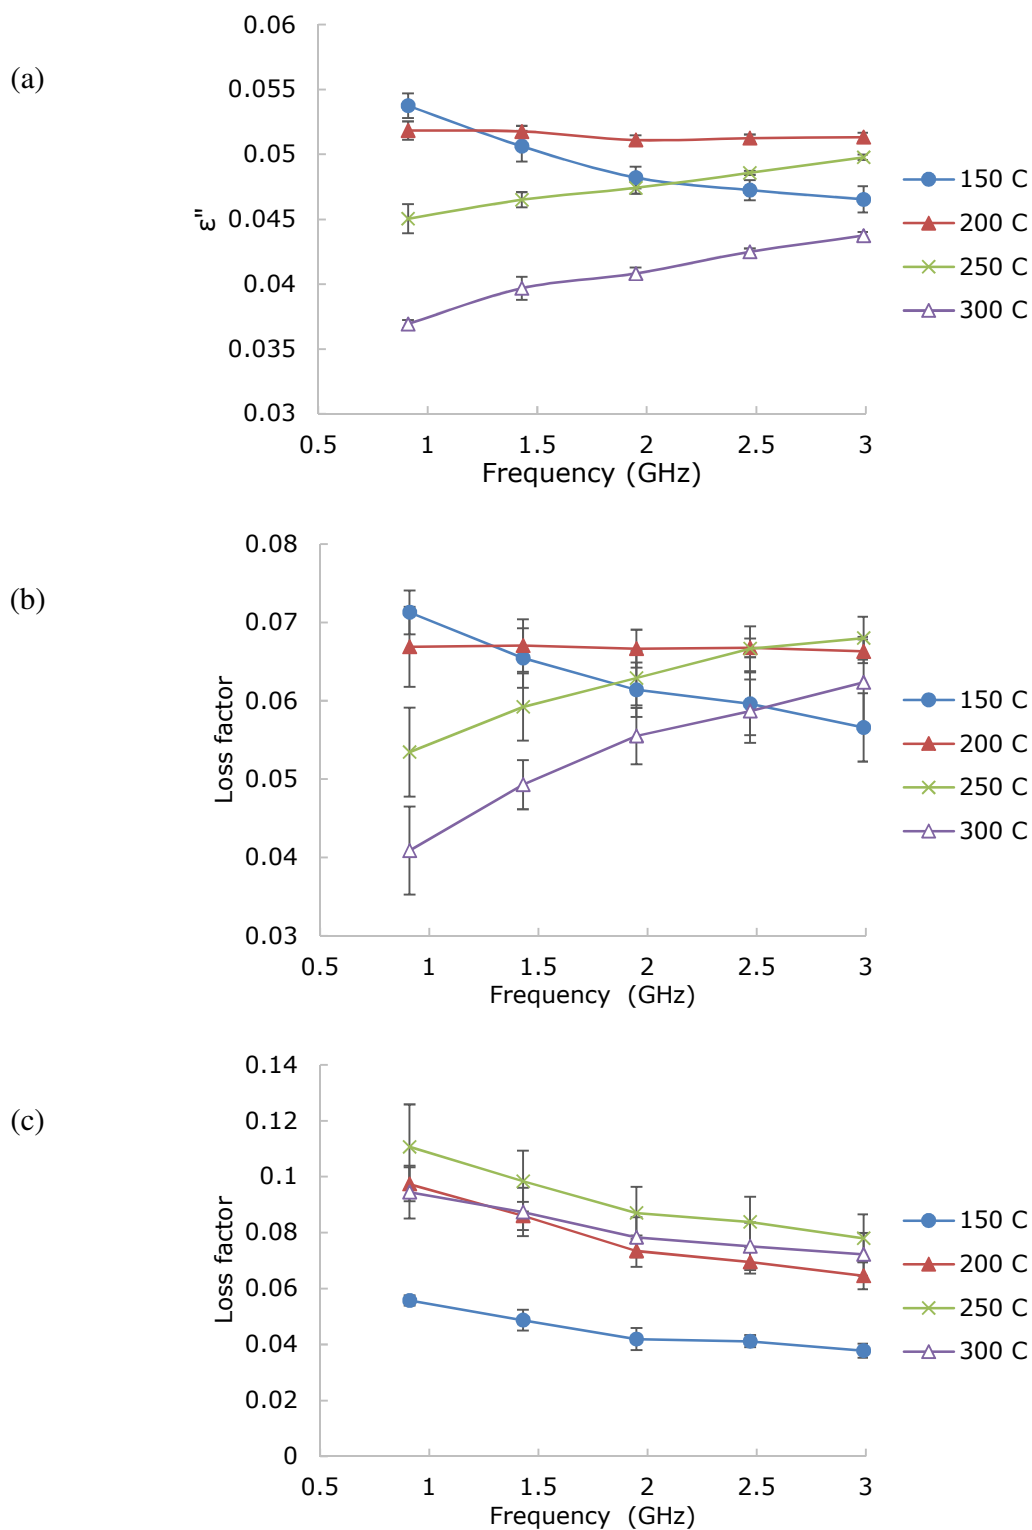 (a)
0.06
0.055
0.05
0.045
0.04
0.035
0.03
ε"
0.5 1 1.5 2 2.5 3
Frequency (GHz)
150 C
200 C
250 C
300 C
(b)
0.08
0.07
0.06
0.05
0.04
0.03
Loss factor
0.5 1 1.5 2 2.5 3
Frequency (GHz)
150 C
200 C
250 C
300 C
(c)
0.14
0.12
0.1
0.08
0.06
0.04
0.02
0
Loss factor
0.5 1 1.5 2 2.5 3
Frequency (GHz)
150 C
200 C
250 C
300 C